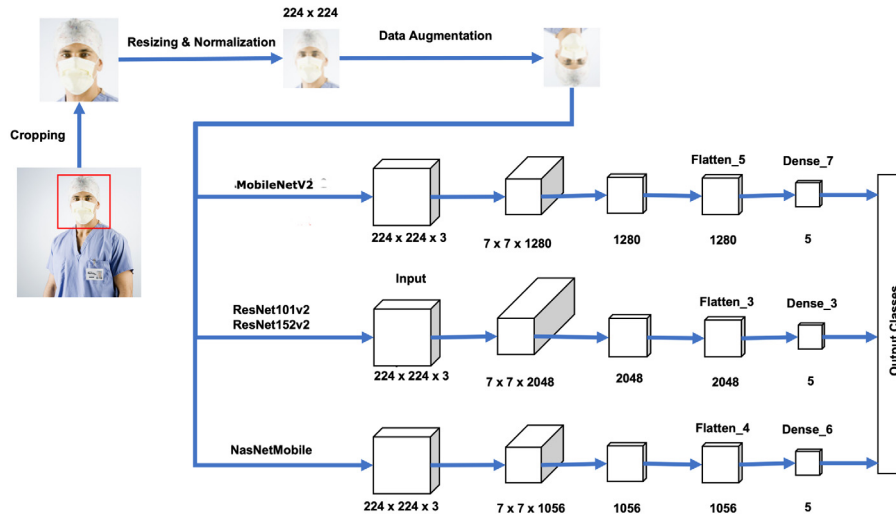 224 x 224
Resizing & Normalization
Data Augmentation
Cropping
MobileNetV2
Flatten_5
Dense_7
224 x 224 x 3
7 x 7 x 1280
1280
1280
5
Input
ResNet101v2
ResNet152v2
Flatten_3
Dense_3
224 x 224 x 3
7 x 7 x 2048
2048
2048
5
NasNetMobile
Flatten_4
Dense_6
224 x 224 x 3
7 x 7 x 1056
1056
1056
5
Output Classes